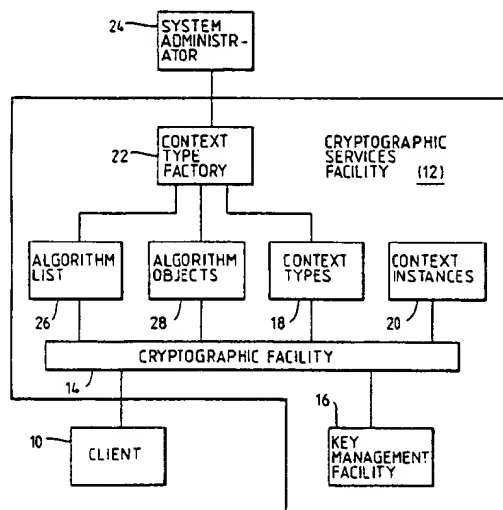 24
SYSTEM
ADMINISTR-
ATOR
22
CONTEXT
TYPE
FACTORY
CRYPTOGRAPHIC
SERVICES
FACILITY (12)
ALGORITHM
LIST
ALGORITHM
OBJECTS
CONTEXT
TYPES
CONTEXT
INSTANCES
26
28
18
20
CRYPTOGRAPHIC FACILITY
14
16
10
CLIENT
KEY
MANAGEMENT
FACILITY